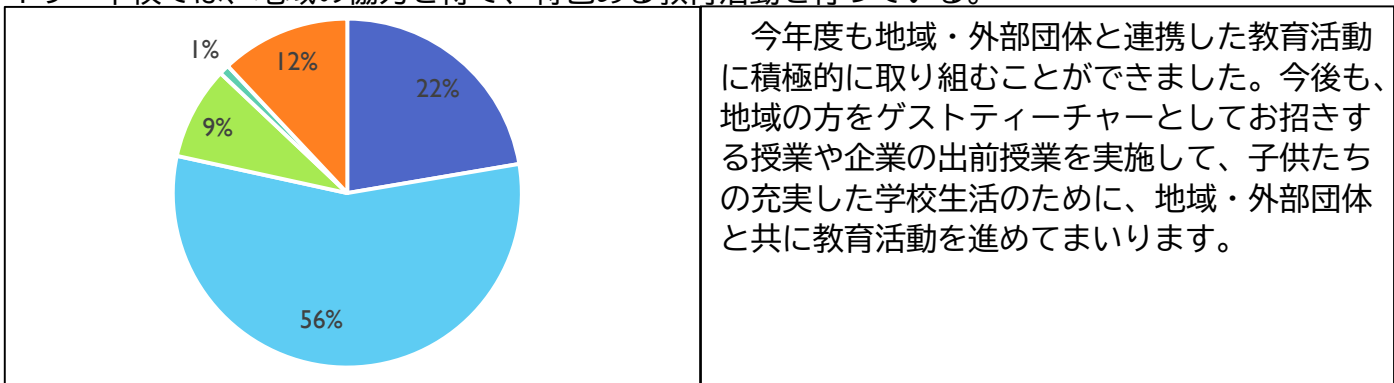 22%
56%
9%
1%
12%
今年度も地域・外部団体と連携した教育活動
に積極的に取り組むことができました。今後も、
地域の方をゲストティーチャーとしてお招きす
る授業や企業の出前授業を実施して、子供たち
の充実した学校生活のために、地域・外部団体
と共に教育活動を進めてまいります。